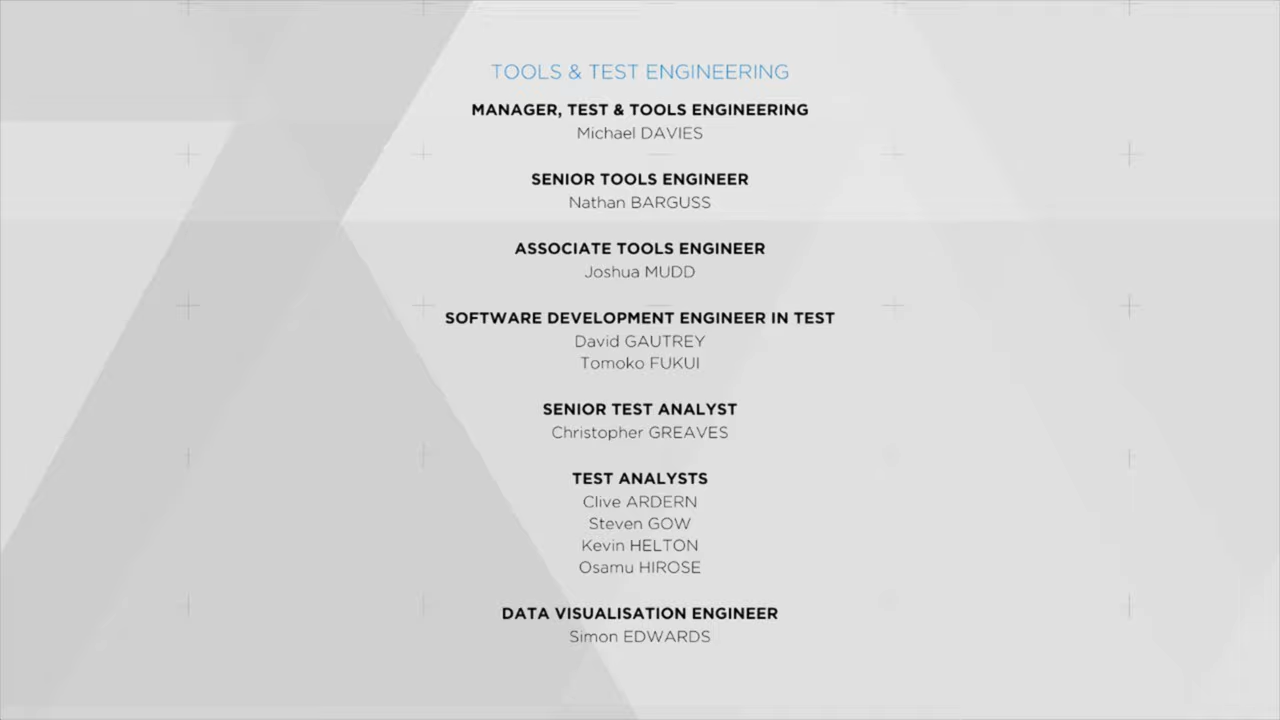 TOOLS & TEST ENGINEERING
MANAGER, TEST & TOOLS ENGINEERING
Michael DAVIES
SENIOR TOOLS ENGINEER
Nathan BARGUSS
ASSOCIATE TOOLS ENGINEER
Joshua MUDD
SOFTWARE DEVELOPMENT ENGINEER IN TEST
David GAUTREY
Tomoko FUKUI
SENIOR TEST ANALYST
Christopher GREAVES
TEST ANALYSTS
Clive ARDERN
Steven GOW
Kevin HELTON
Osamu HIROSE
DATA VISUALISATION ENGINEER
Simon EDWARDS